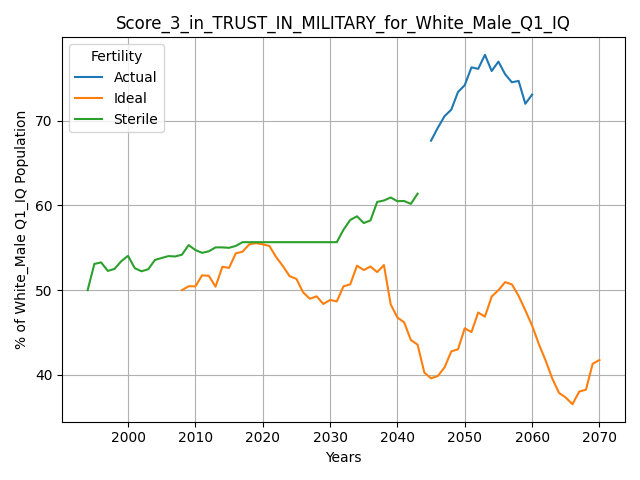 Score_3_in_TRUST_IN_MILITARY_for_White_Male_Q1_IQ
Fertility
Actual
Ideal
Sterile
% of White_Male Q1_IQ Population
70
60
50
40
2000 2010 2020 2030 2040 2050 2060 2070
Years